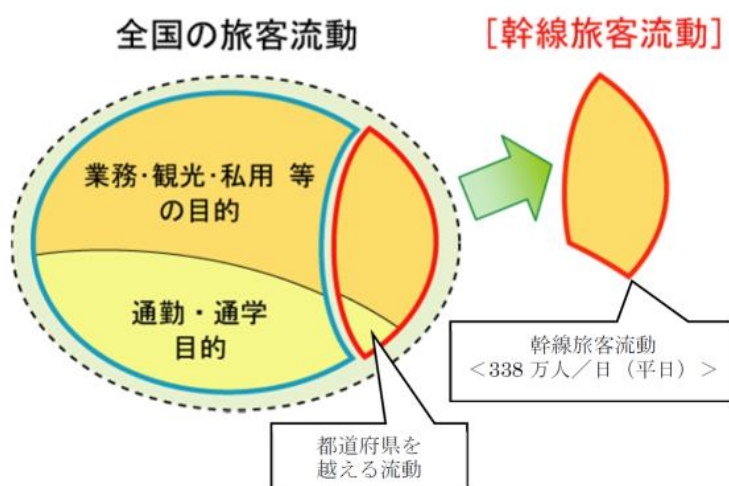 全国の旅客流動
[幹線旅客流動]
業務・観光・私用 等
の目的
通勤・通学
目的
幹線旅客流動
＜338 万人／日（平日）＞
都道府県を
越える流動